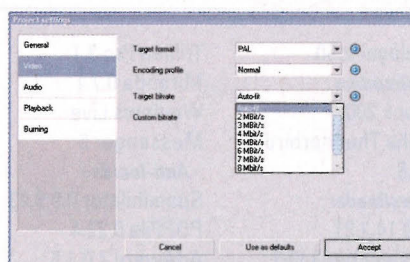 Project settings
General
Target format
PAL
Video
Encoding profile
Normal
Audio
Target bitrate
Auto-fit
Playback
Custom bitrate
Auto-fit
2 MBit/s
3 MBit/s
4 Mbit/s
5 MBit/s
6 MBit/s
7 MBit/s
8 MBit/s
Burning
Cancel
Use as defaults
Accept